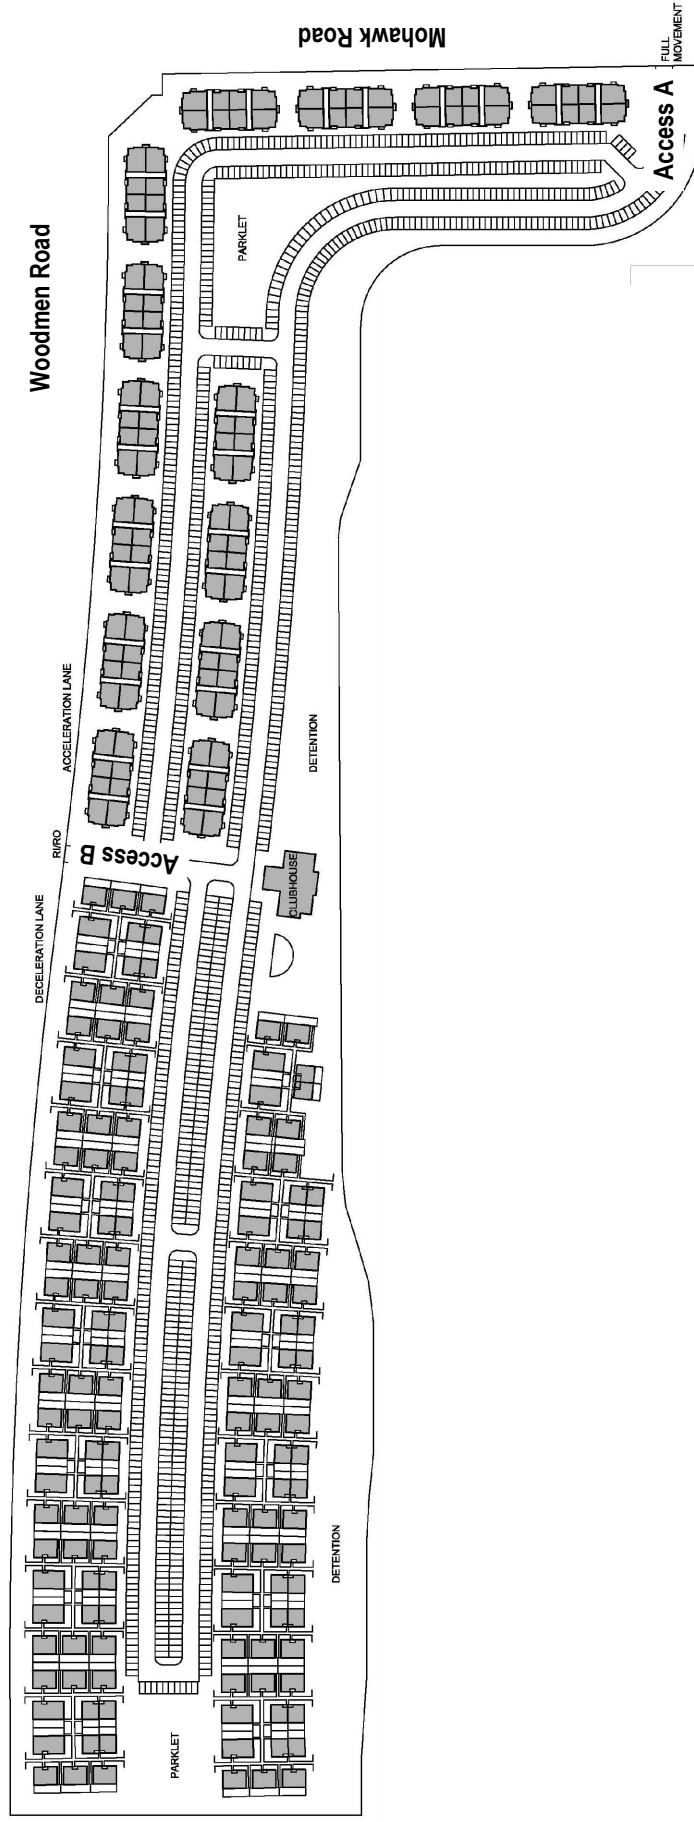 Mohawk Road
FULL
MOVEMENT
Access A
Woodmen Road
PARKLET
ACCELERATION LANE
DETENTION
RI/RO
Access B
CLUBHOUSE
DECELERATION LANE
DETENTION
PARKLET